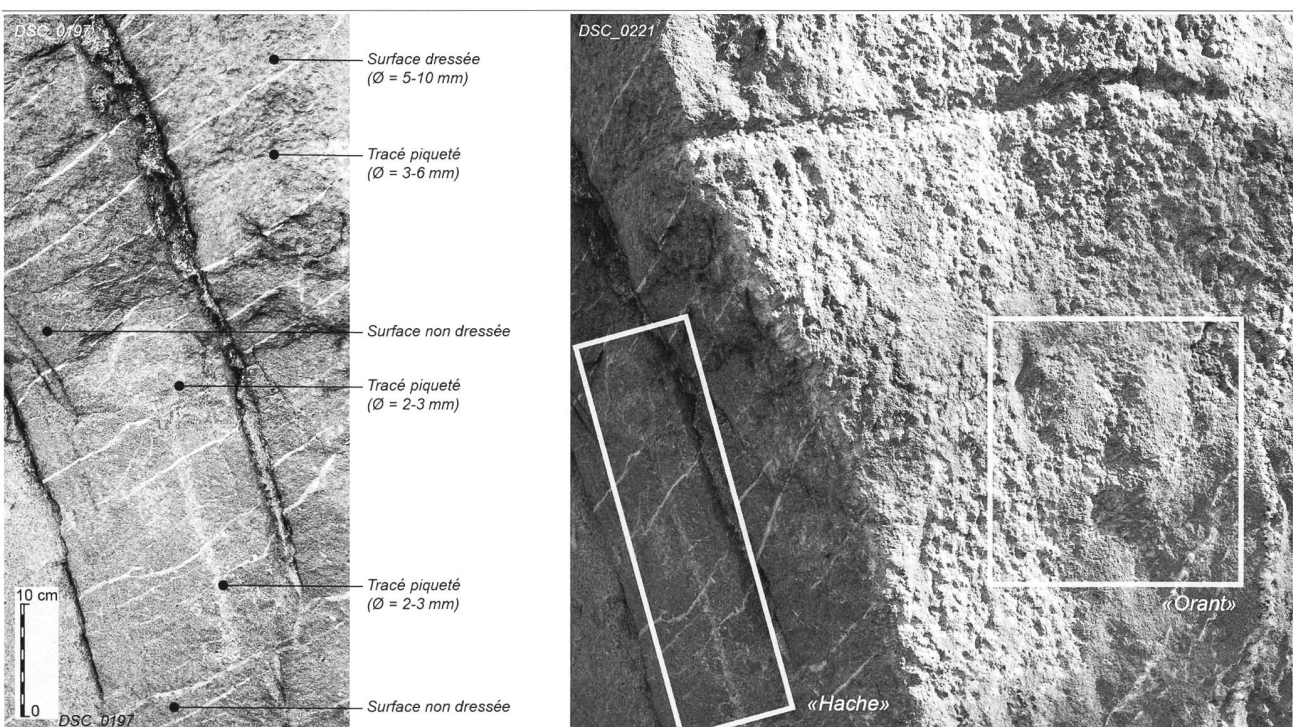 DSC_0197
Surface dressée
(Ø = 5-10 mm)
Tracé piqueté
(Ø = 3-6 mm)
Surface non dressée
Tracé piqueté
(Ø = 2-3 mm)
Tracé piqueté
(Ø = 2-3 mm)
Surface non dressée
10 cm
0
DSC_0197
DSC_0221
«Orant»
«Hache»